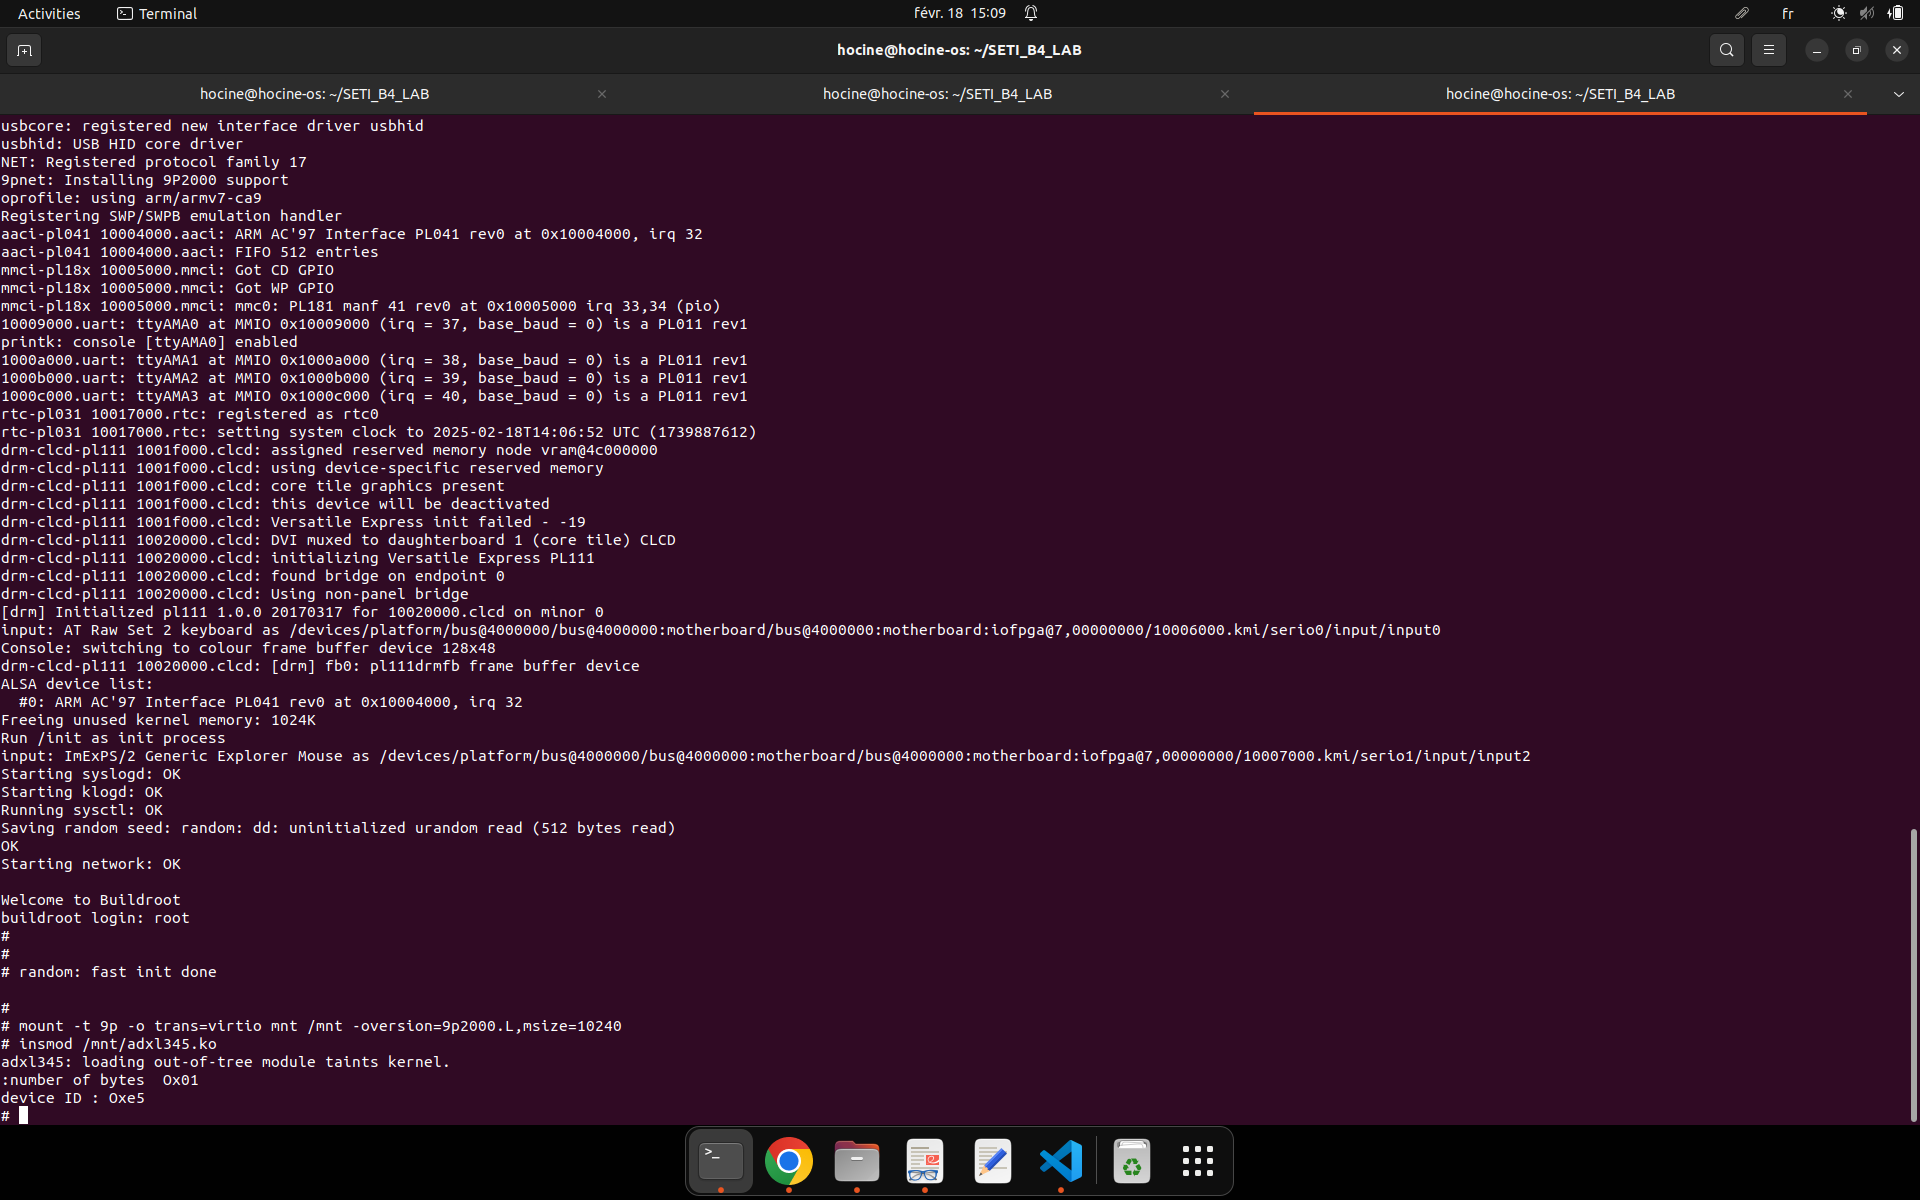 Activities Terminal févr. 18 15:09 fr
hocine@hocine-os: ~/SETI_B4_LAB
hocine@hocine-os: ~/SETI_B4_LAB hocine@hocine-os: ~/SETI_B4_LAB hocine@hocine-os: ~/SETI_B4_LAB
usbcore: registered new interface driver usbhid
usbhid: USB HID core driver
NET: Registered protocol family 17
9pnet: Installing 9P2000 support
oprofile: using arm/armv7-ca9
Registering SWP/SWPB emulation handler
aaci-pl041 10004000.aaci: ARM AC'97 Interface PL041 rev0 at 0x10004000, irq 32
aaci-pl041 10004000.aaci: FIFO 512 entries
mmci-pl18x 10005000.mmci: Got CD GPIO
mmci-pl18x 10005000.mmci: Got WP GPIO
mmci-pl18x 10005000.mmci: mmc0: PL181 manf 41 rev0 at 0x10005000 irq 33,34 (pio)
10009000.uart: ttyAMA0 at MMIO 0x10009000 (irq = 37, base_baud = 0) is a PL011 rev1
printk: console [ttyAMA0] enabled
1000a000.uart: ttyAMA1 at MMIO 0x1000a000 (irq = 38, base_baud = 0) is a PL011 rev1
1000b000.uart: ttyAMA2 at MMIO 0x1000b000 (irq = 39, base_baud = 0) is a PL011 rev1
1000c000.uart: ttyAMA3 at MMIO 0x1000c000 (irq = 40, base_baud = 0) is a PL011 rev1
rtc-pl031 10017000.rtc: registered as rtc0
rtc-pl031 10017000.rtc: setting system clock to 2025-02-18T14:06:52 UTC (1739887612)
drm-clcd-pl111 1001f000.clcd: assigned reserved memory node vram@4c000000
drm-clcd-pl111 1001f000.clcd: using device-specific reserved memory
drm-clcd-pl111 1001f000.clcd: core tile graphics present
drm-clcd-pl111 1001f000.clcd: this device will be deactivated
drm-clcd-pl111 1001f000.clcd: Versatile Express init failed - -19
drm-clcd-pl111 10020000.clcd: DVI muxed to daughterboard 1 (core tile) CLCD
drm-clcd-pl111 10020000.clcd: initializing Versatile Express PL111
drm-clcd-pl111 10020000.clcd: found bridge on endpoint 0
drm-clcd-pl111 10020000.clcd: Using non-panel bridge
[drm] Initialized pl111 1.0.0 20170317 for 10020000.clcd on minor 0
input: AT Raw Set 2 keyboard as /devices/platform/bus@4000000/bus@4000000:motherboard/bus@4000000:motherboard:iofpga@7,00000000/10006000.kmi/serio0/input/input0
Console: switching to colour frame buffer device 128x48
drm-clcd-pl111 10020000.clcd: [drm] fb0: pl111drmfb frame buffer device
ALSA device list:
  #0: ARM AC'97 Interface PL041 rev0 at 0x10004000, irq 32
Freeing unused kernel memory: 1024K
Run /init as init process
input: ImExPS/2 Generic Explorer Mouse as /devices/platform/bus@4000000/bus@4000000:motherboard/bus@4000000:motherboard:iofpga@7,00000000/10007000.kmi/serio1/input/input2
Starting syslogd: OK
Starting klogd: OK
Running sysctl: OK
Saving random seed: random: dd: uninitialized urandom read (512 bytes read)
OK
Starting network: OK
Welcome to Buildroot
buildroot login: root
#
#
# random: fast init done
#
# mount -t 9p -o trans=virtio mnt /mnt -oversion=9p2000.L,msize=10240
# insmod /mnt/adxl345.ko
adxl345: loading out-of-tree module taints kernel.
:number of bytes  Ox01
device ID : Oxe5
#